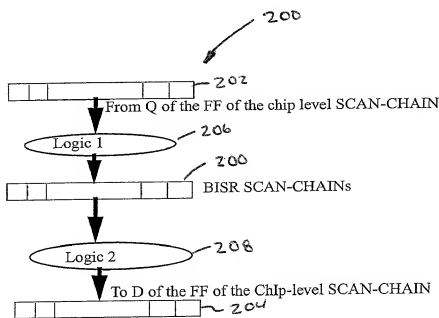 200
202
From Q of the FF of the chip level SCAN-CHAIN
206
Logic 1
200
BISR SCAN-CHAINs
208
Logic 2
To D of the FF of the ChIp-level SCAN-CHAIN
204